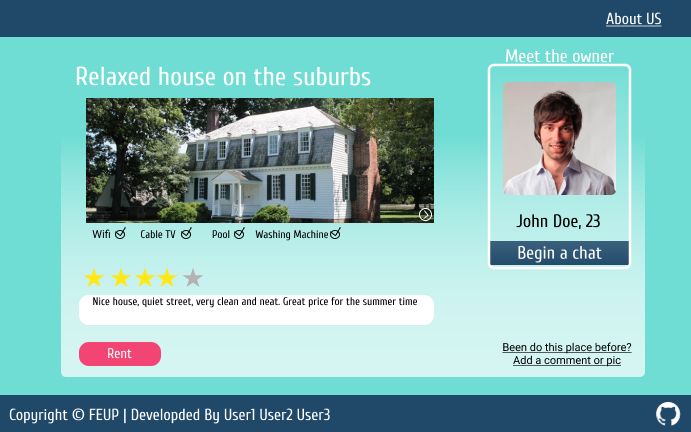 About US
Meet the owner
Relaxed house on the suburbs
Wifi Cable TV Pool Washing Machine
John Doe, 23
Begin a chat
Nice house, quiet street, very clean and neat. Great price for the summer time
Rent
Been do this place before?
Add a comment or pic
Copyright © FEUP | Developded By User1 User2 User3